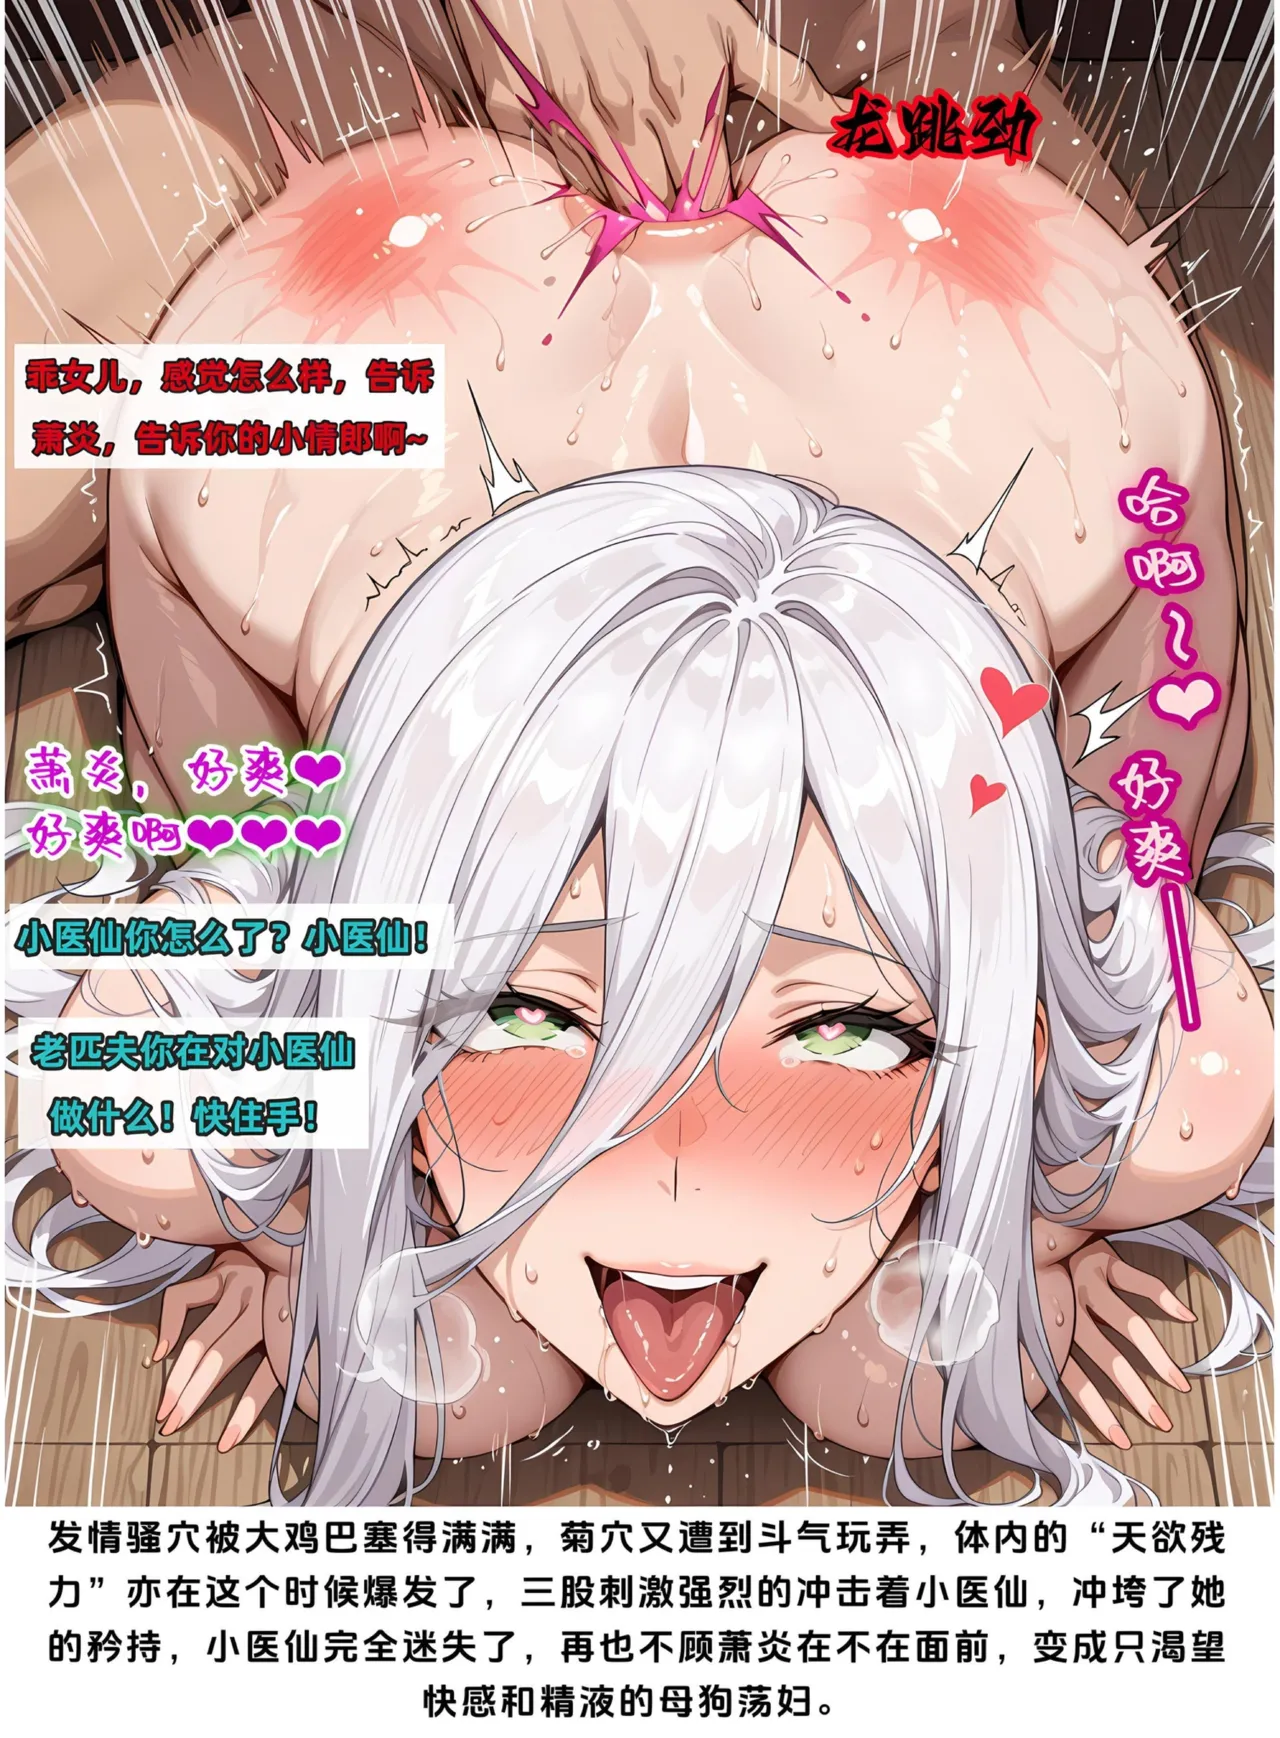 龙跳劲
乖女儿，感觉怎么样，告诉
萧炎，告诉你的小情郎啊~
哈啊~❤好爽——
萧炎，好爽❤
好爽啊❤❤❤
小医仙你怎么了？小医仙！
老匹夫你在对小医仙
做什么！快住手！
发情骚穴被大鸡巴塞得满满，菊穴又遭到斗气玩弄，体内的“天欲残
力”亦在这个时候爆发了，三股刺激强烈的冲击着小医仙，冲垮了她
的矜持，小医仙完全迷失了，再也不顾萧炎在不在面前，变成只渴望
快感和精液的母狗荡妇。